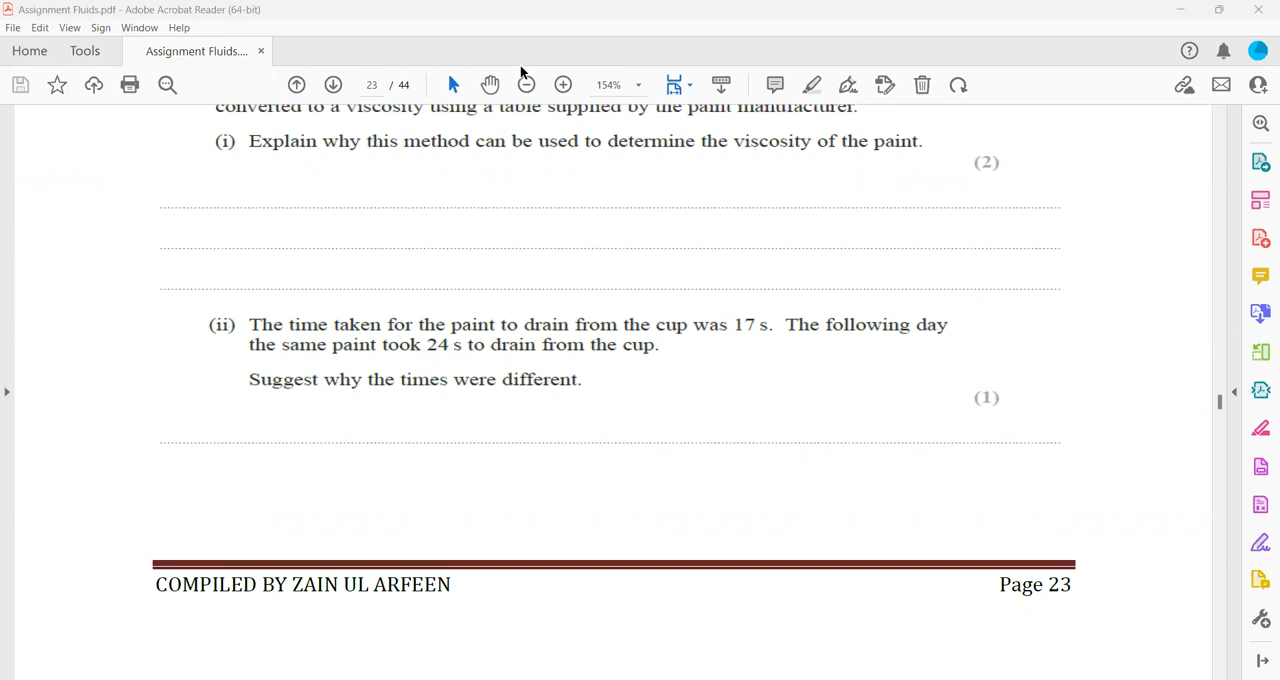 Assignment Fluids.pdf - Adobe Acrobat Reader (64-bit)
File Edit View Sign Window Help
Home Tools Assignment Fluids.... ×
23 / 44 154%
converted to a viscosity using a table supplied by the paint manufacturer.
(i) Explain why this method can be used to determine the viscosity of the paint.
(2)
(ii) The time taken for the paint to drain from the cup was 17 s. The following day
the same paint took 24 s to drain from the cup.
Suggest why the times were different.
(1)
COMPILED BY ZAIN UL ARFEEN Page 23